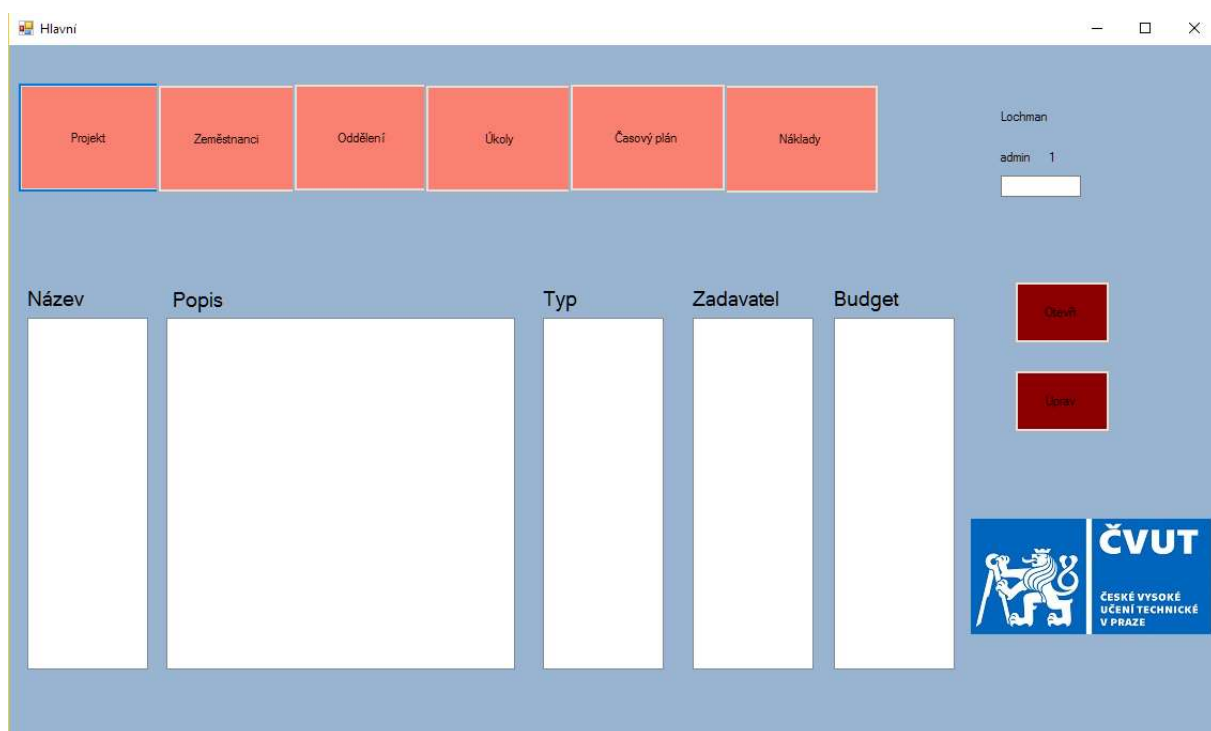 Hlavní
Projekt Zeměstnanci Oddělení Úkoly Časový plán Náklady
Lochman
admin 1
Název Popis Typ Zadavatel Budget
Otevři
Uprav
ČVUT
ČESKÉ VYSOKÉ
UČENÍ TECHNICKÉ
V PRAZE